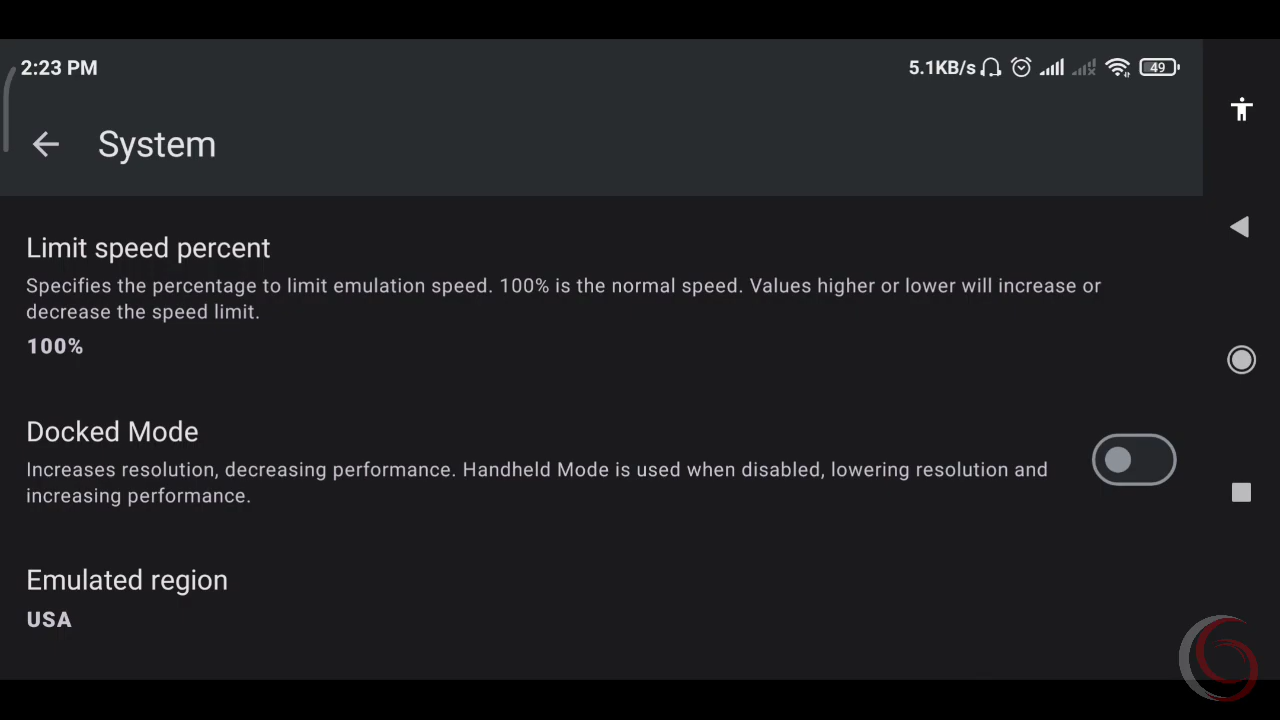 2:23 PM
5.1KB/s
49
System
Limit speed percent
Specifies the percentage to limit emulation speed. 100% is the normal speed. Values higher or lower will increase or
decrease the speed limit.
100%
Docked Mode
Increases resolution, decreasing performance. Handheld Mode is used when disabled, lowering resolution and
increasing performance.
Emulated region
USA